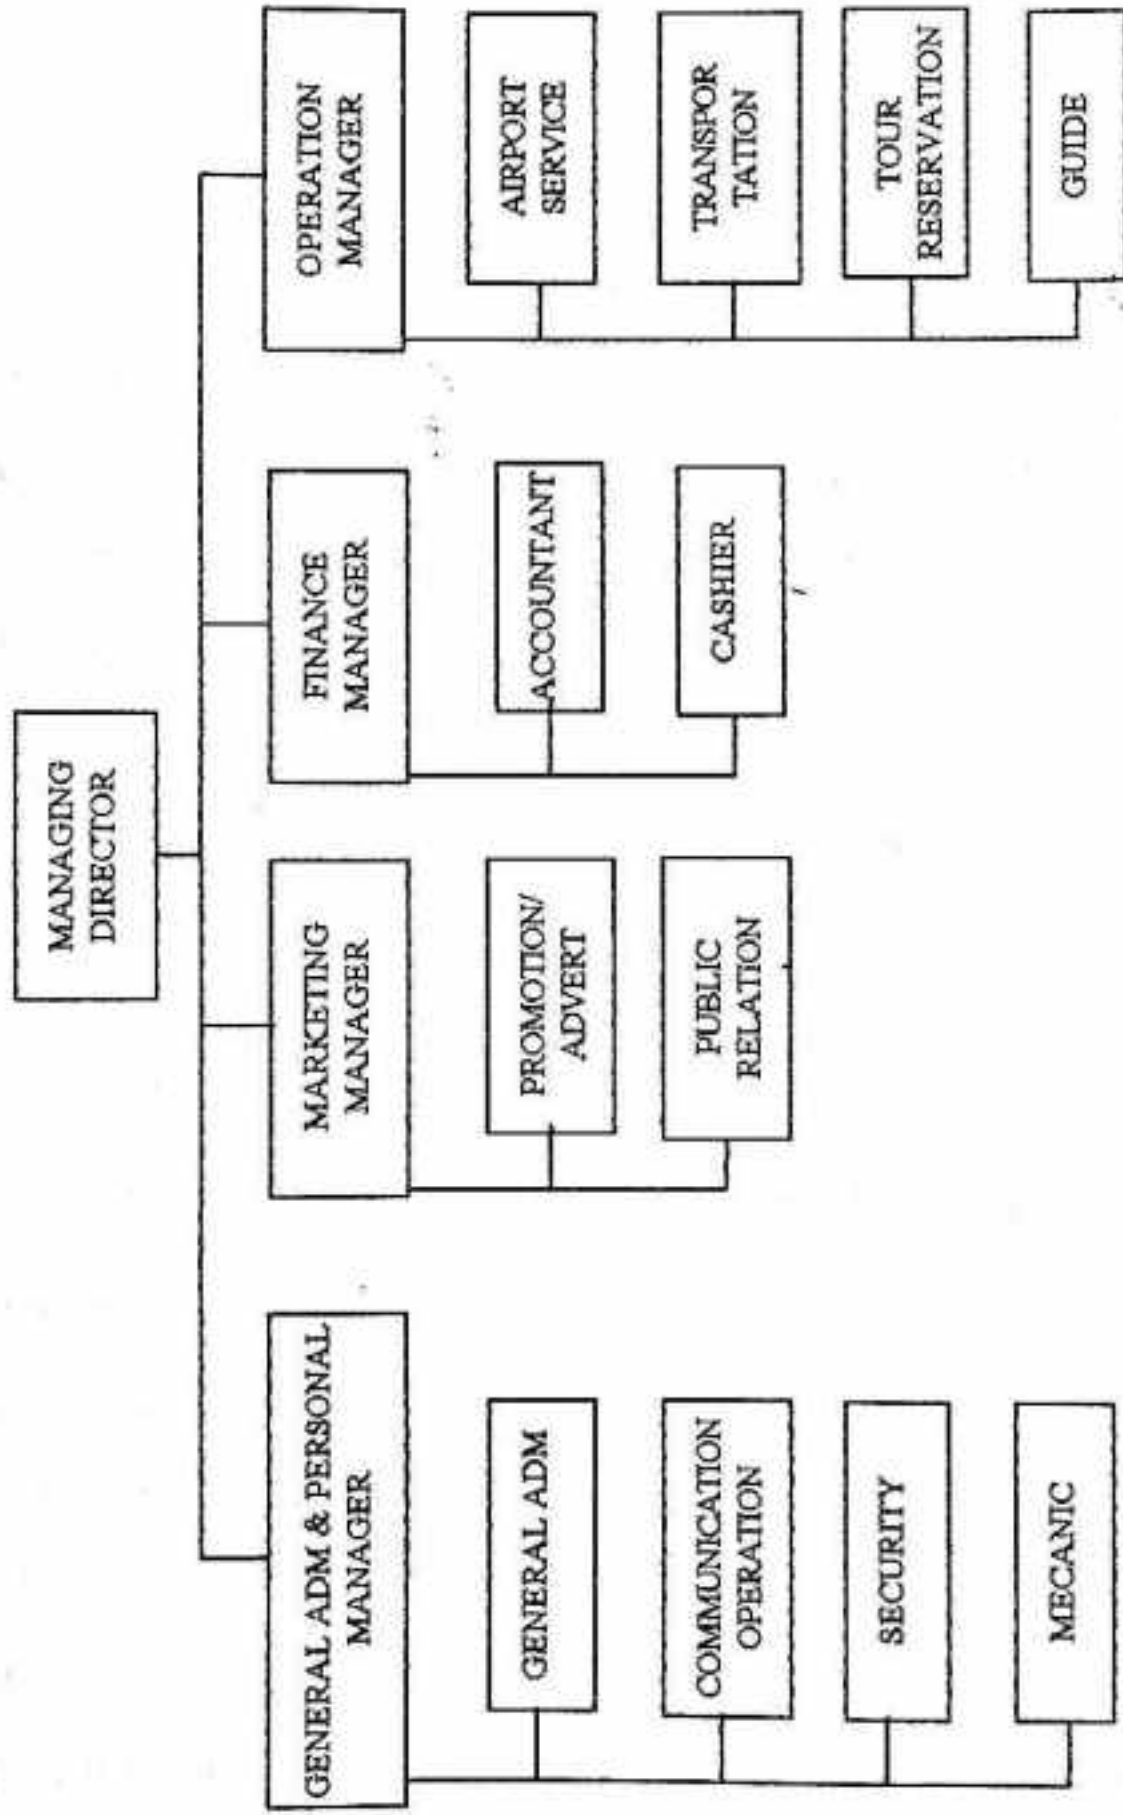 MANAGING
DIRECTOR
GENERAL ADM & PERSONAL
MANAGER
MARKETING
MANAGER
FINANCE
MANAGER
OPERATION
MANAGER
GENERAL ADM
COMMUNICATION
OPERATION
SECURITY
MECANIC
PROMOTION/
ADVERT
PUBLIC
RELATION
ACCOUNTANT
CASHIER
AIRPORT
SERVICE
TRANSPOR
TATION
TOUR
RESERVATION
GUIDE